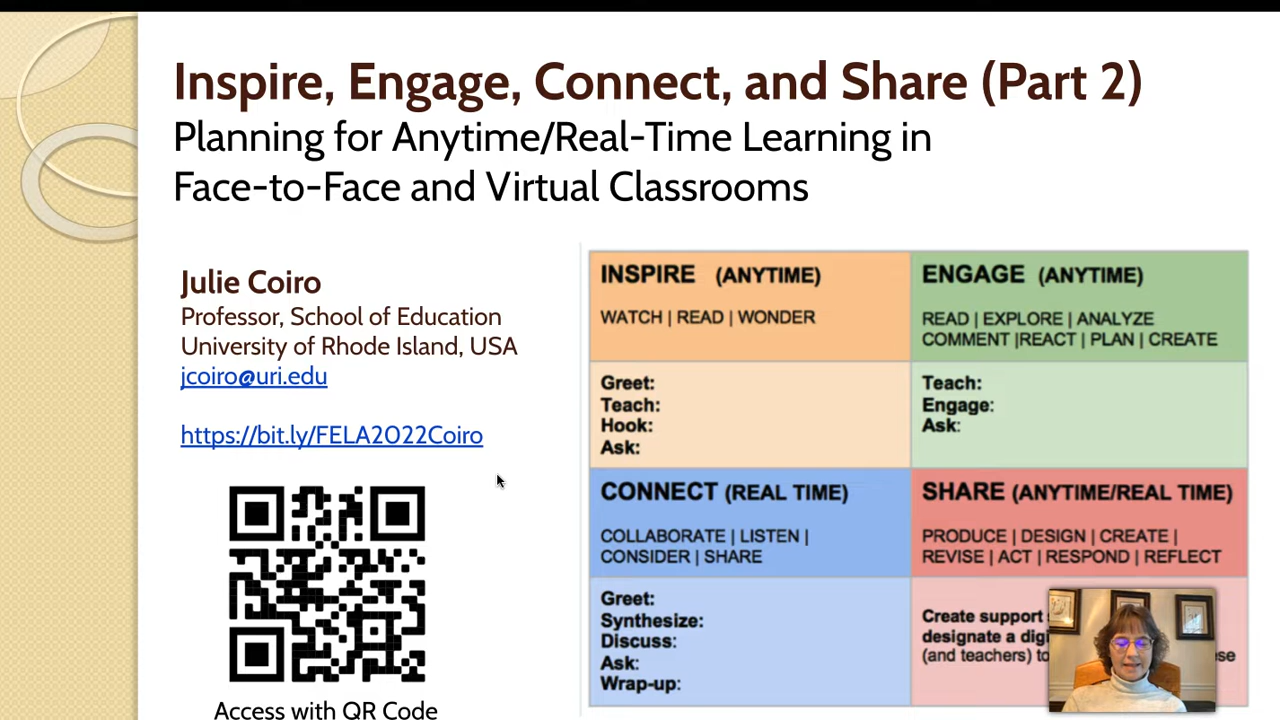 Inspire, Engage, Connect, and Share (Part 2)
Planning for Anytime/Real-Time Learning in
Face-to-Face and Virtual Classrooms
Julie Coiro
Professor, School of Education
University of Rhode Island, USA
jcoiro@uri.edu
https://bit.ly/FELA2022Coiro
Access with QR Code
INSPIRE (ANYTIME)
WATCH | READ | WONDER
Greet:
Teach:
Hook:
Ask:
ENGAGE (ANYTIME)
READ | EXPLORE | ANALYZE
COMMENT |REACT | PLAN | CREATE
Teach:
Engage:
Ask:
CONNECT (REAL TIME)
COLLABORATE | LISTEN |
CONSIDER | SHARE
Greet:
Synthesize:
Discuss:
Ask:
Wrap-up:
SHARE (ANYTIME/REAL TIME)
PRODUCE | DESIGN | CREATE |
REVISE | ACT | RESPOND | REFLECT
Create support
designate a
(and teachers)